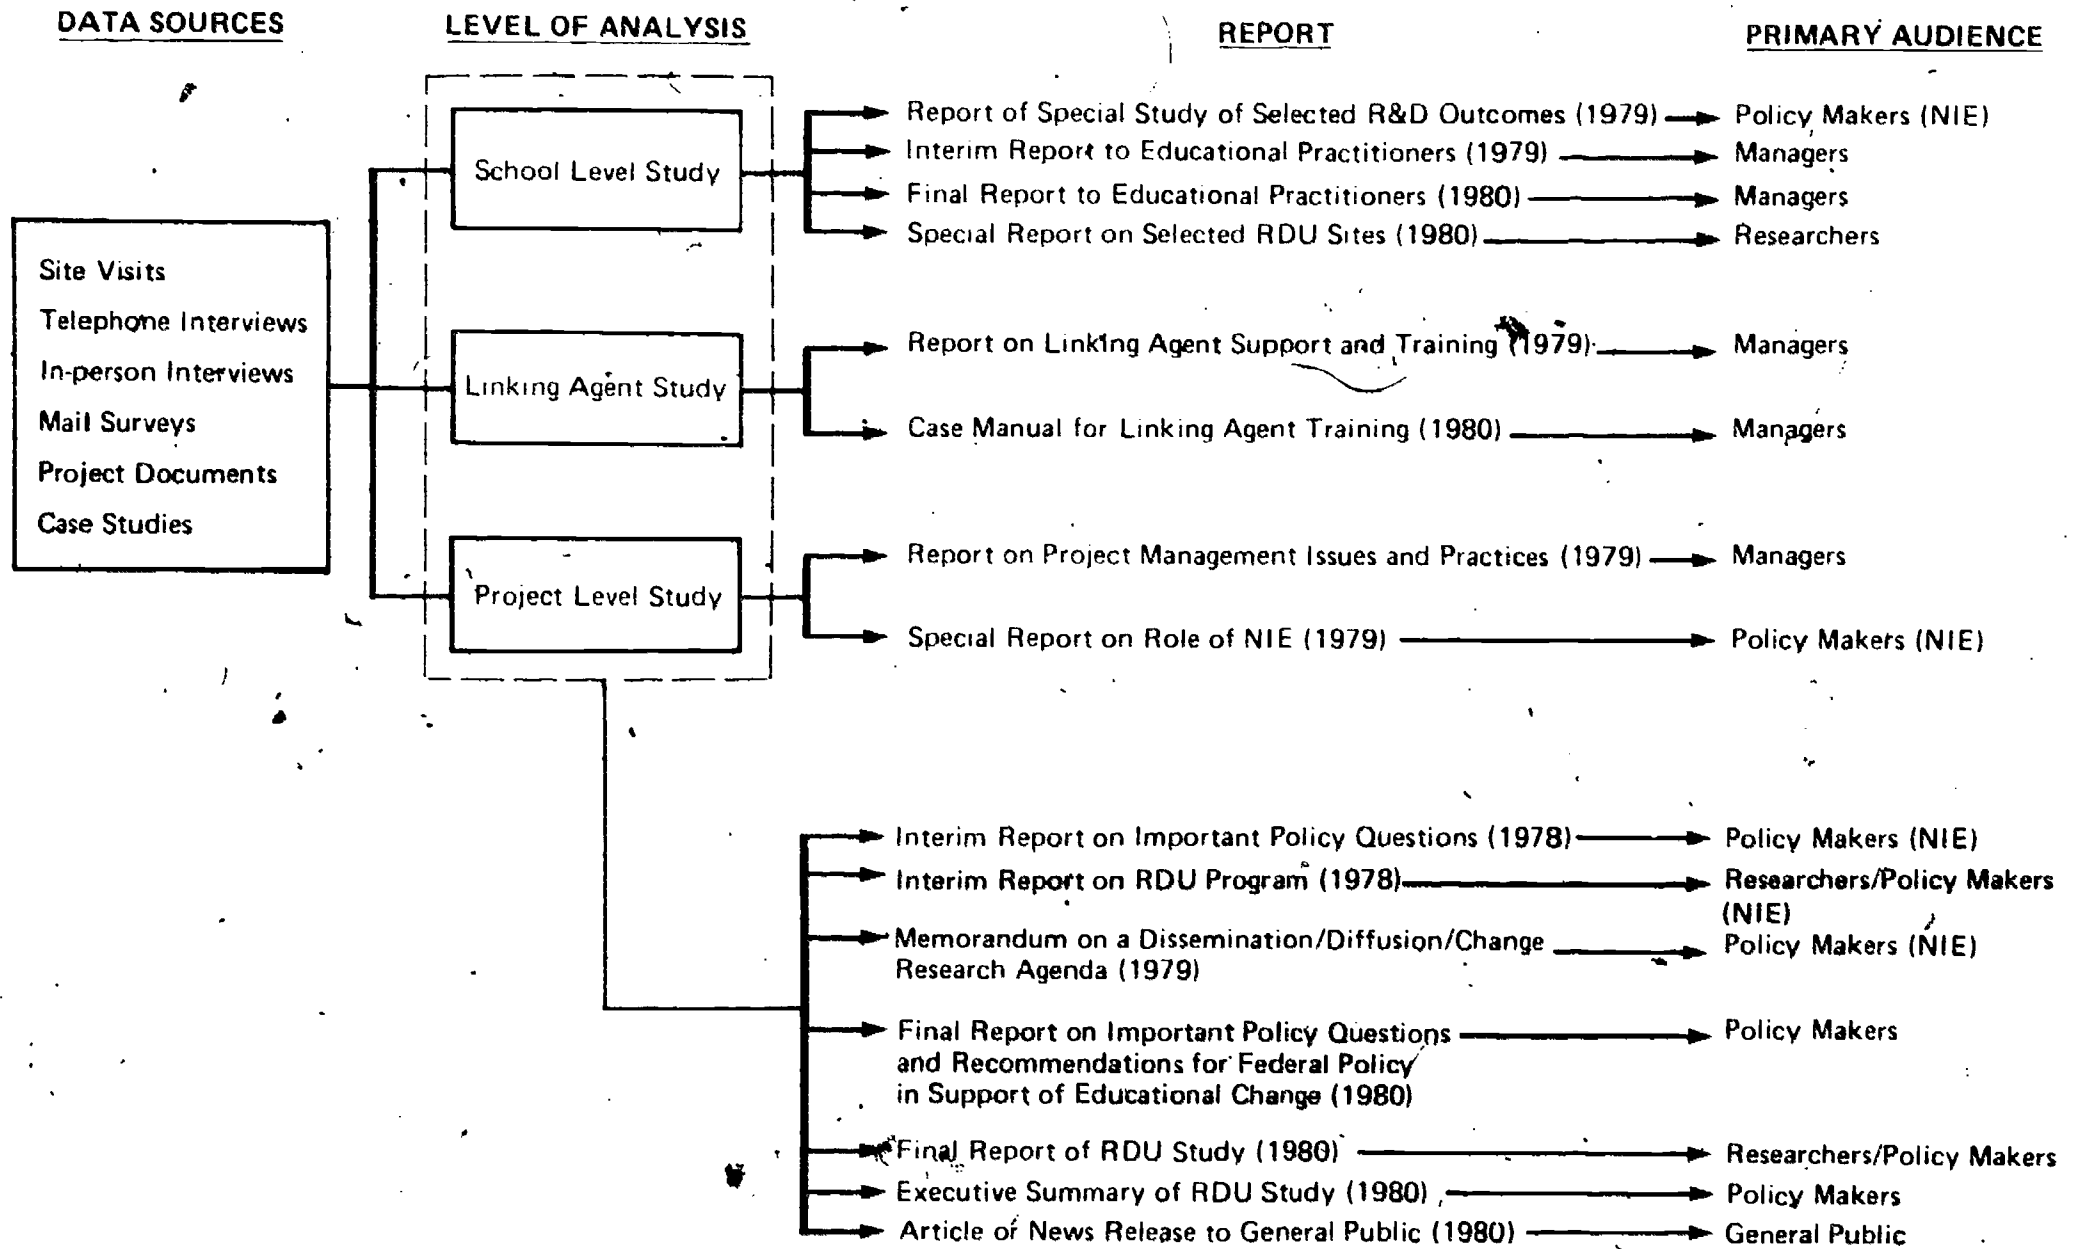 DATA SOURCES
LEVEL OF ANALYSIS
REPORT
PRIMARY AUDIENCE
Site Visits
Telephone Interviews
In-person Interviews
Mail Surveys
Project Documents
Case Studies
School Level Study
Report of Special Study of Selected R&D Outcomes (1979)
Policy Makers (NIE)
Interim Report to Educational Practitioners (1979)
Managers
Final Report to Educational Practitioners (1980)
Managers
Special Report on Selected RDU Sites (1980)
Researchers
Linking Agent Study
Report on Linking Agent Support and Training (1979)
Managers
Case Manual for Linking Agent Training (1980)
Managers
Project Level Study
Report on Project Management Issues and Practices (1979)
Managers
Special Report on Role of NIE (1979)
Policy Makers (NIE)
Interim Report on Important Policy Questions (1978)
Policy Makers (NIE)
Interim Report on RDU Program (1978)
Researchers/Policy Makers
(NIE)
Memorandum on a Dissemination/Diffusion/Change
Research Agenda (1979)
Policy Makers (NIE)
Final Report on Important Policy Questions
and Recommendations for Federal Policy
in Support of Educational Change (1980)
Policy Makers
Final Report of RDU Study (1980)
Researchers/Policy Makers
Executive Summary of RDU Study (1980)
Policy Makers
Article or News Release to General Public (1980)
General Public